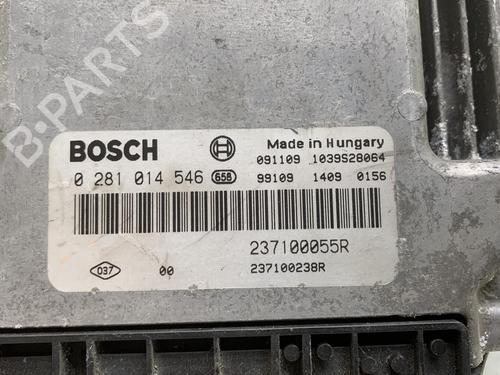 B-PARTS
BOSCH
Made in Hungary
091109 1039S28064
0 281 014 546 658
99109 1409 0156
237100055R
037 00
237100238R